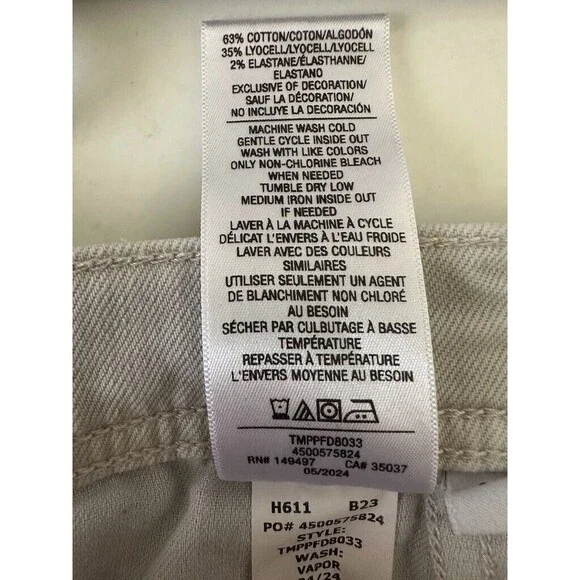 63% COTTON/COTON/ALGODÓN
35% LYOCELL/LYOCELL/LYOCELL
2% ELASTANE/ÉLASTHANNE/
ELASTANO
EXCLUSIVE OF DECORATION/
SAUF LA DÉCORATION/
NO INCLUYE LA DECORACIÓN
MACHINE WASH COLD
GENTLE CYCLE INSIDE OUT
WASH WITH LIKE COLORS
ONLY NON-CHLORINE BLEACH
WHEN NEEDED
TUMBLE DRY LOW
MEDIUM IRON INSIDE OUT
IF NEEDED
LAVER À LA MACHINE À CYCLE
DÉLICAT L'ENVERS À L'EAU FROIDE
LAVER AVEC DES COULEURS
SIMILAIRES
UTILISER SEULEMENT UN AGENT
DE BLANCHIMENT NON CHLORÉ
AU BESOIN
SÉCHER PAR CULBUTAGE À BASSE
TEMPÉRATURE
REPASSER À TEMPÉRATURE
L'ENVERS MOYENNE AU BESOIN
TMPPFD8033
4500575824
RN# 149497 CA# 35037
05/2024
H611 B23
PO# 4500575824
STYLE:
TMPPFD8033
WASH:
VAPOR